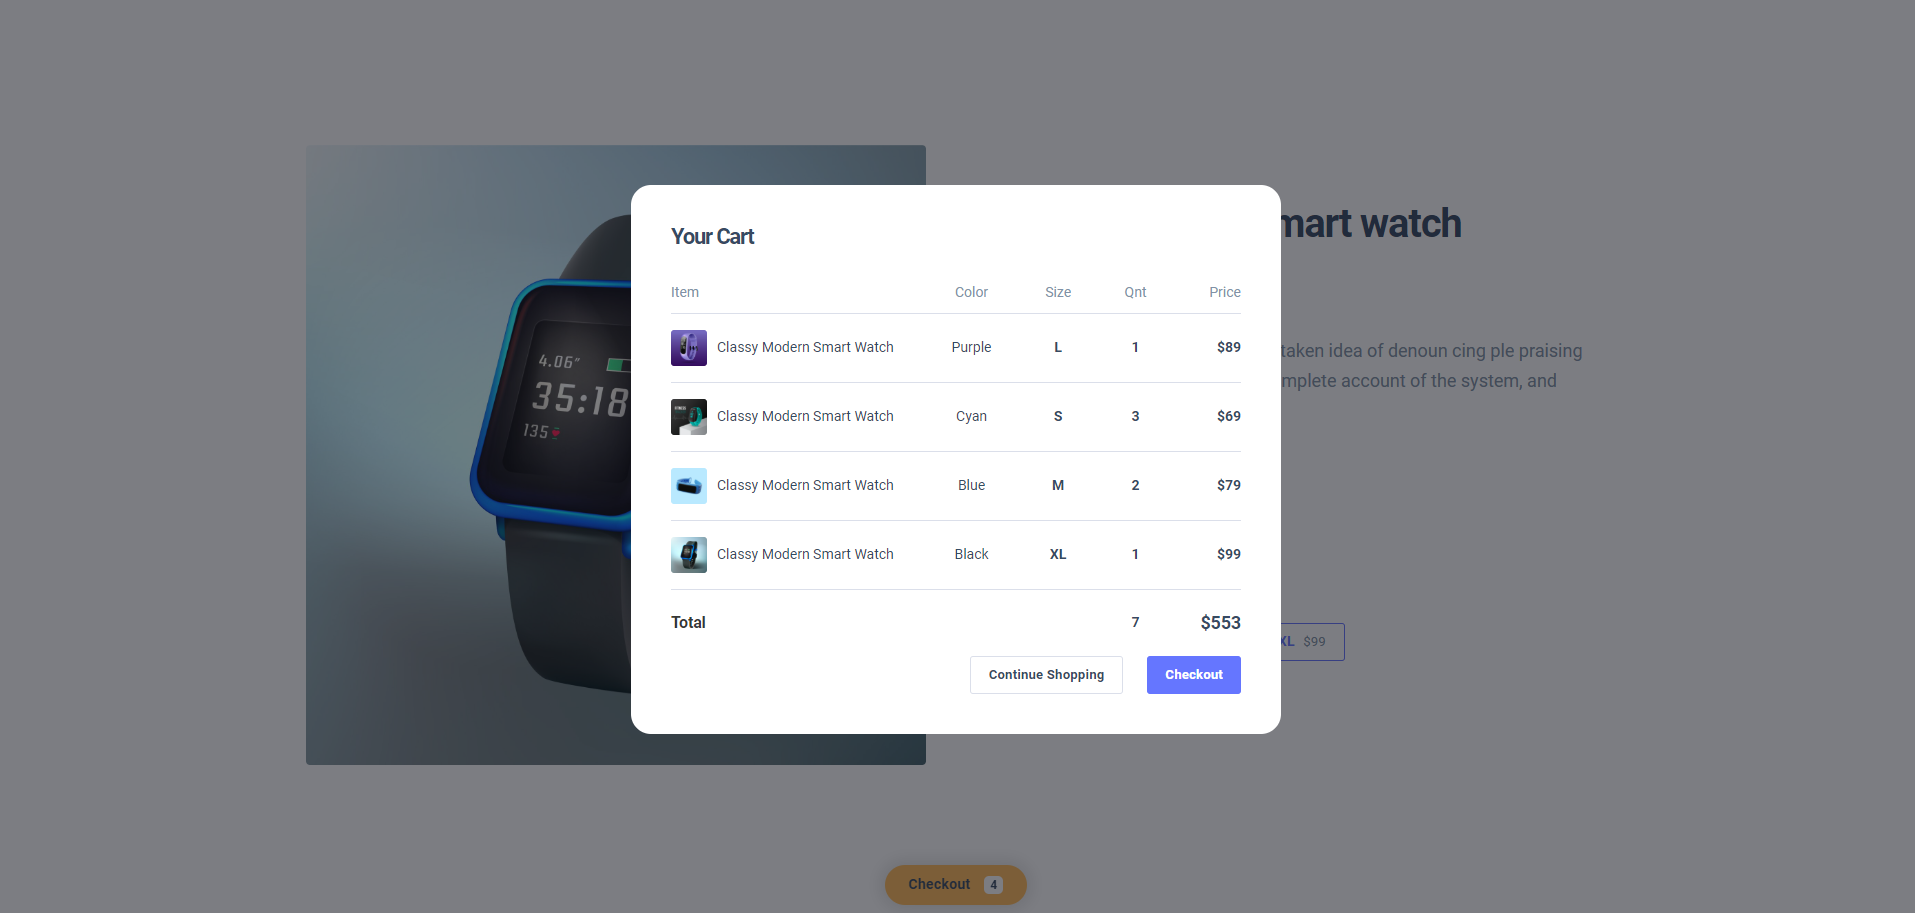 mart watch
taken idea of denoun cing ple praising
mplete account of the system, and
XL $99
4.06"
35:18
135
Your Cart
Item Color Size Qnt Price
Classy Modern Smart Watch Purple L 1 $89
Classy Modern Smart Watch Cyan S 3 $69
Classy Modern Smart Watch Blue M 2 $79
Classy Modern Smart Watch Black XL 1 $99
Total 7 $553
Continue Shopping Checkout
Checkout 4